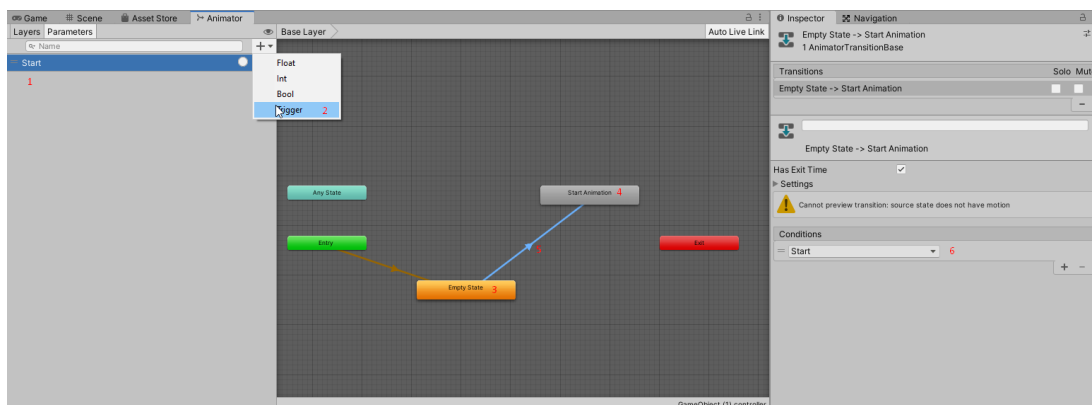 Game Scene Asset Store Animator
Layers Parameters
Name
Start
1
Float
Int
Bool
Trigger 2
Base Layer
Auto Live Link
Any State
Start Animation 4
Entry
5
Exit
Empty State 3
GameObject (1) controller
Inspector Navigation
Empty State -> Start Animation
1 AnimatorTransitionBase
Transitions Solo Mut
Empty State -> Start Animation
Empty State -> Start Animation
Has Exit Time
Settings
Cannot preview transition: source state does not have motion
Conditions
Start 6